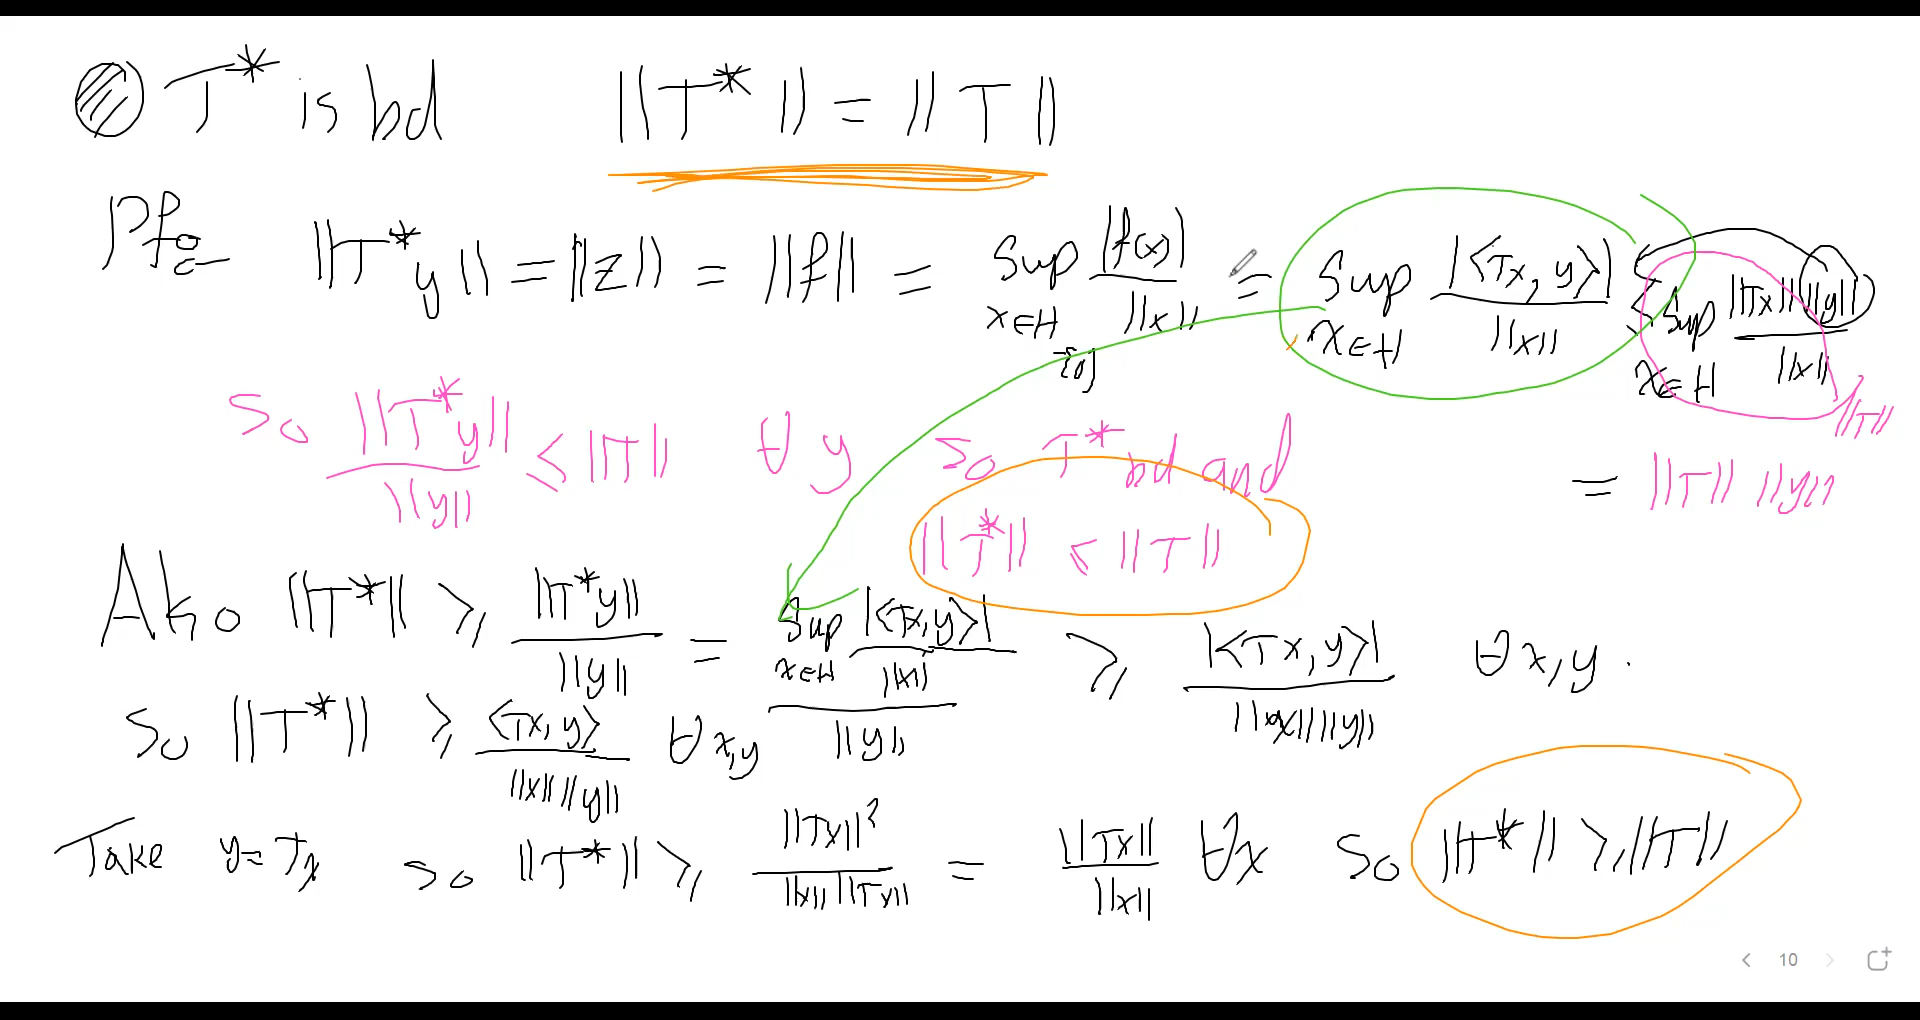 T* is bd ||T*|| = ||T||
Pf: ||T*y|| = ||z|| = ||f|| = sup_{x∈H-{0}} |f(x)|/||x|| = sup_{x∈H} |<Tx, y>|/||x|| ≤ sup_{x∈H} ||Tx|| ||y||/||x||
||T||
= ||T|| ||y||
So ||T*y||/||y|| ≤ ||T|| ∀ y so T* bd and
||T*|| ≤ ||T||
Also ||T*|| ≥ ||T*y||/||y|| = (sup_{x∈H} |<Tx, y>|/||x||)/||y|| ≥ |<Tx, y>|/||x|| ||y|| ∀ x, y.
So ||T*|| ≥ <Tx, y>/||x|| ||y|| ∀ x, y
Take y = Tx so ||T*|| ≥ ||Tx||²/||x|| ||Tx|| = ||Tx||/||x|| ∀x so ||T*|| ≥ ||T||
10